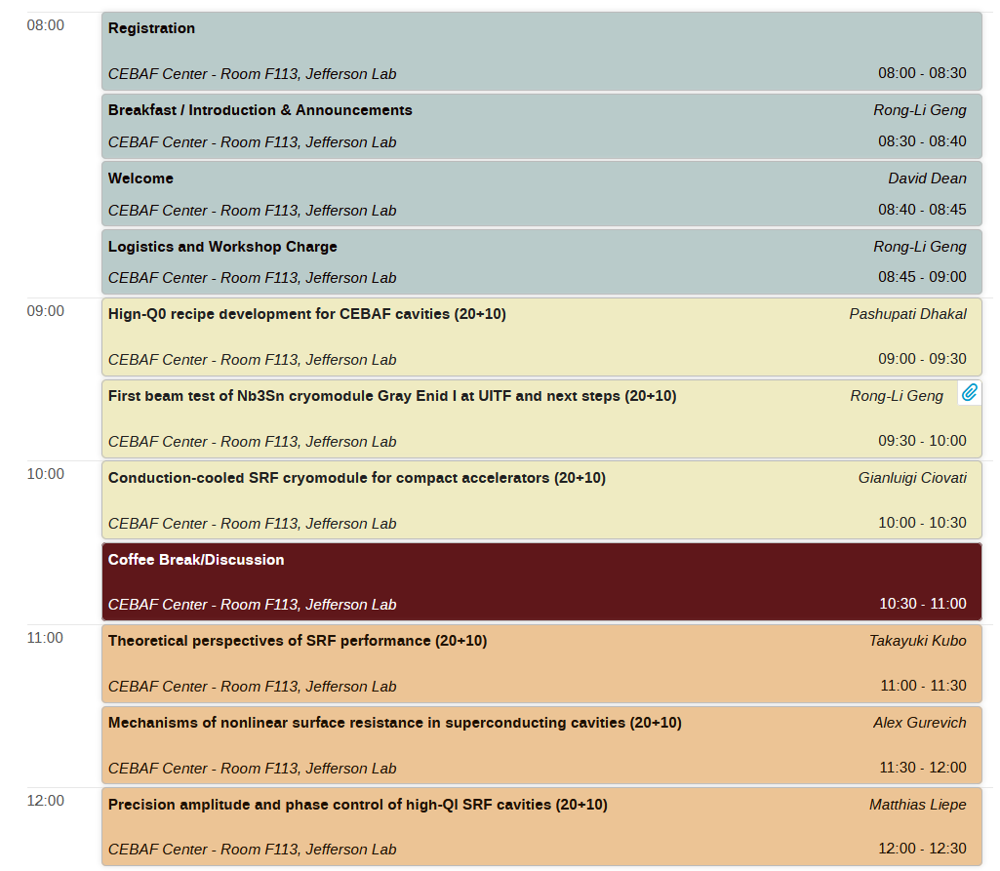 08:00
Registration
CEBAF Center - Room F113, Jefferson Lab 08:00 - 08:30
Breakfast / Introduction & Announcements Rong-Li Geng
CEBAF Center - Room F113, Jefferson Lab 08:30 - 08:40
Welcome David Dean
CEBAF Center - Room F113, Jefferson Lab 08:40 - 08:45
Logistics and Workshop Charge Rong-Li Geng
CEBAF Center - Room F113, Jefferson Lab 08:45 - 09:00
09:00
Hign-Q0 recipe development for CEBAF cavities (20+10) Pashupati Dhakal
CEBAF Center - Room F113, Jefferson Lab 09:00 - 09:30
First beam test of Nb3Sn cryomodule Gray Enid I at UITF and next steps (20+10) Rong-Li Geng
CEBAF Center - Room F113, Jefferson Lab 09:30 - 10:00
10:00
Conduction-cooled SRF cryomodule for compact accelerators (20+10) Gianluigi Ciovati
CEBAF Center - Room F113, Jefferson Lab 10:00 - 10:30
Coffee Break/Discussion
CEBAF Center - Room F113, Jefferson Lab 10:30 - 11:00
11:00
Theoretical perspectives of SRF performance (20+10) Takayuki Kubo
CEBAF Center - Room F113, Jefferson Lab 11:00 - 11:30
Mechanisms of nonlinear surface resistance in superconducting cavities (20+10) Alex Gurevich
CEBAF Center - Room F113, Jefferson Lab 11:30 - 12:00
12:00
Precision amplitude and phase control of high-Ql SRF cavities (20+10) Matthias Liepe
CEBAF Center - Room F113, Jefferson Lab 12:00 - 12:30